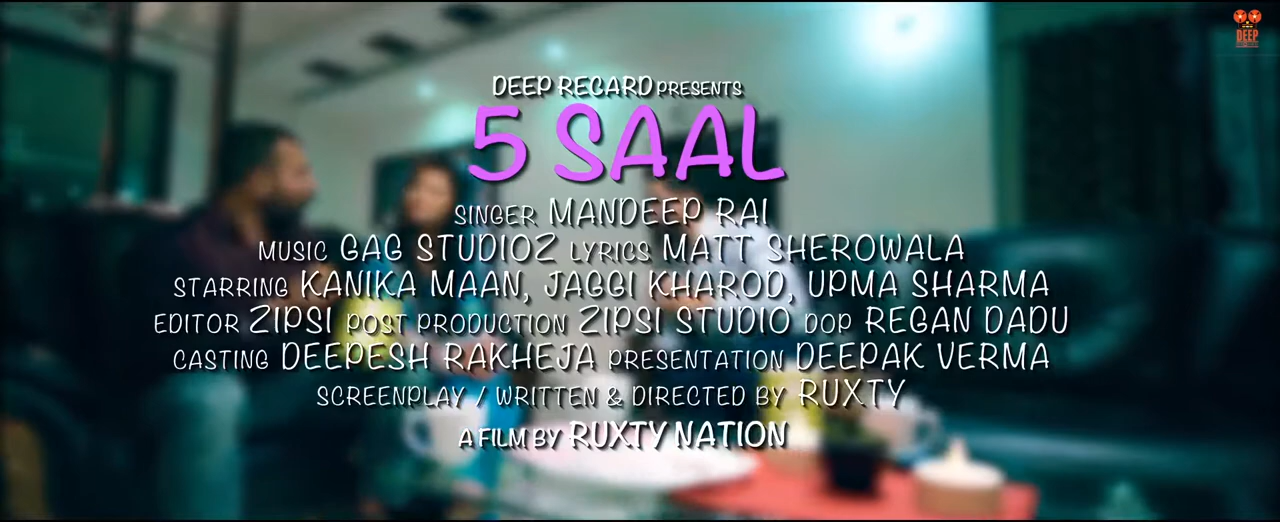 DEEP
DEEP RECARD PRESENTS
5 SAAL
SINGER MANDEEP RAI
MUSIC GAG STUDIOZ LYRICS MATT SHEROWALA
STARRING KANIKA MAAN, JAGGI KHAROD, UPMA SHARMA
EDITOR ZIPSI POST PRODUCTION ZIPSI STUDIO DOP REGAN DADU
CASTING DEEPESH RAKHEJA PRESENTATION DEEPAK VERMA
SCREENPLAY / WRITTEN & DIRECTED BY RUXTY
A FILM BY RUXTY NATION